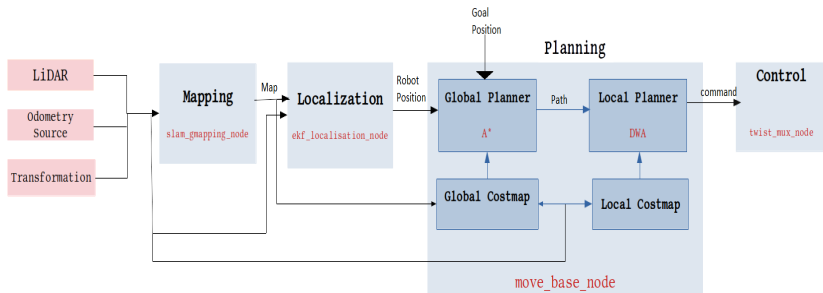 Goal
Position
Planning
LiDAR
Odometry
Source
Transformation
Mapping
slam_gmapping_node
Map
Localization
ekf_localisation_node
Robot
Position
Global Planner
A*
Path
Local Planner
DWA
command
Control
twist_mux_node
Global Costmap
Local Costmap
move_base_node